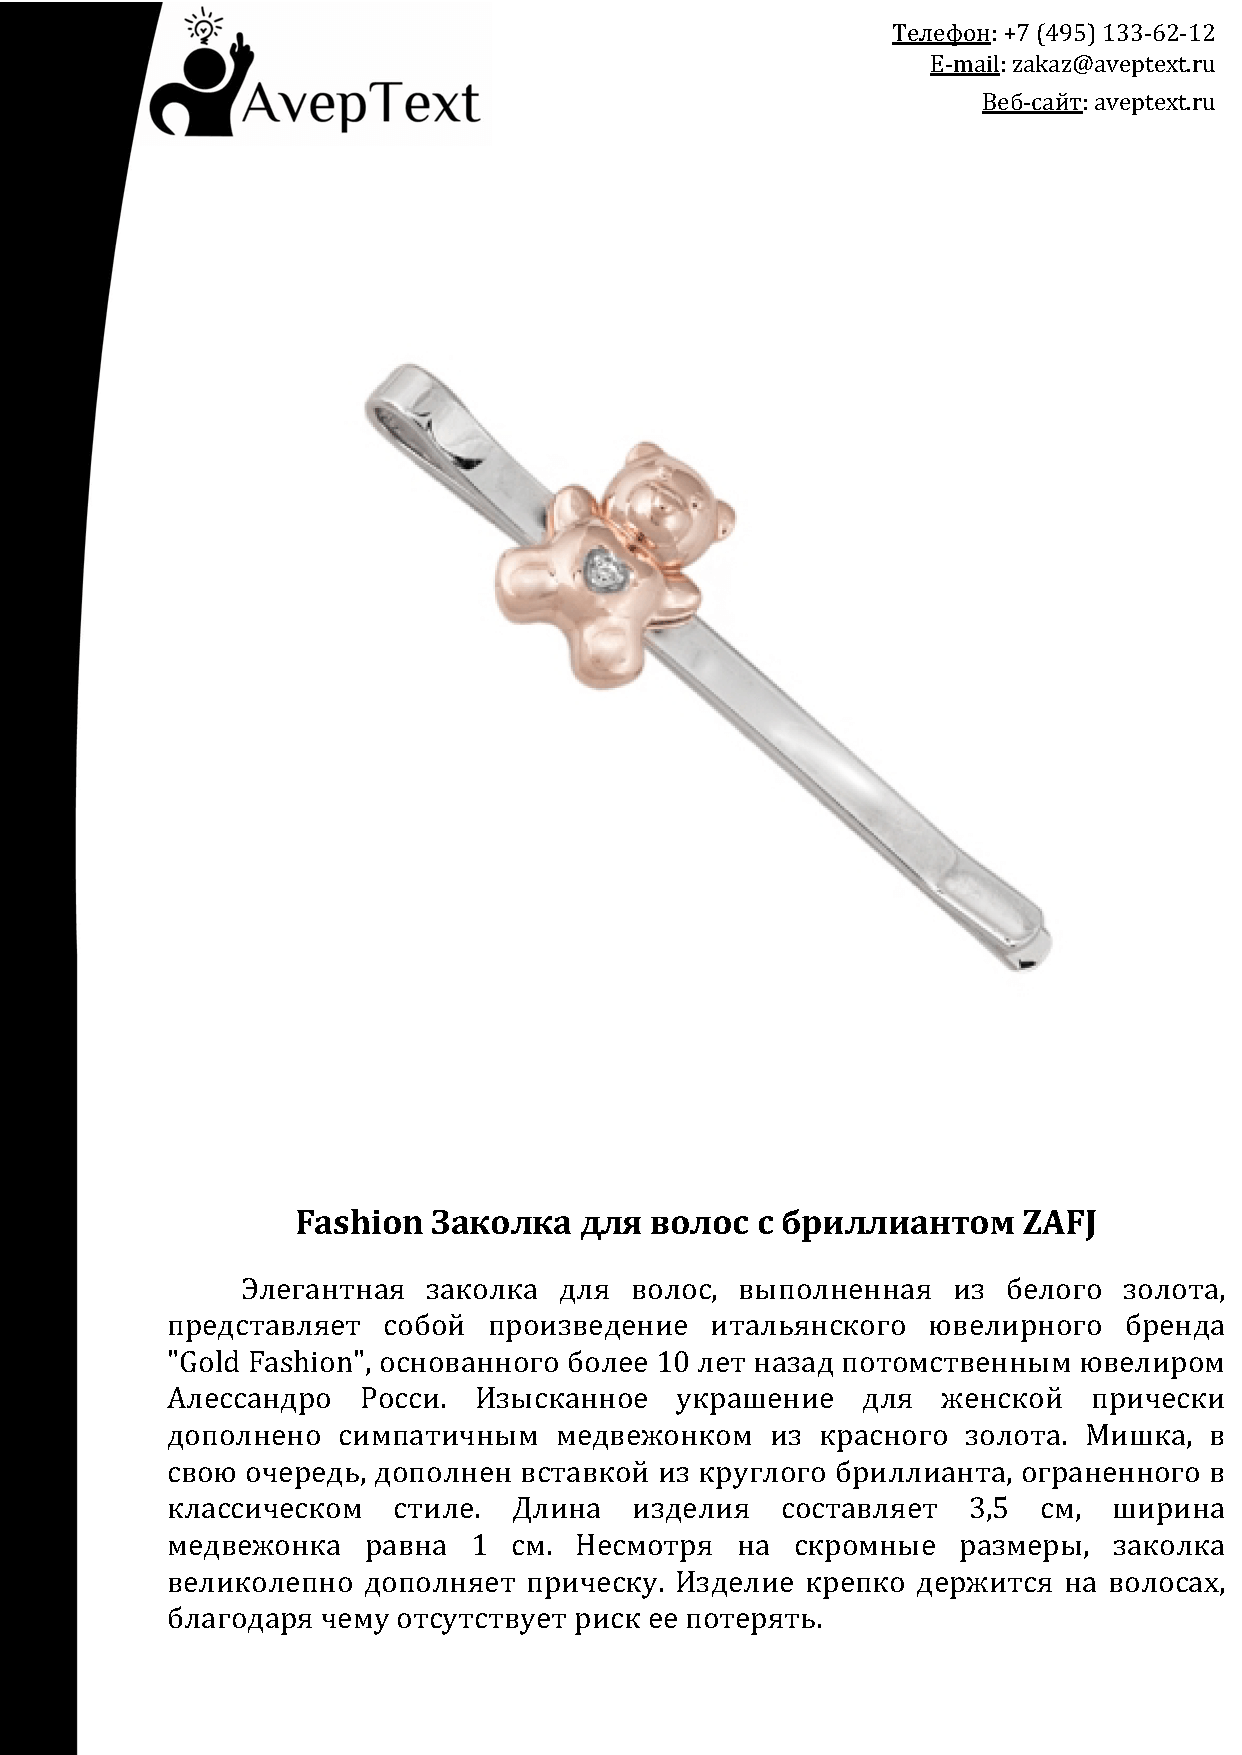 AvepText
Телефон: +7 (495) 133-62-12
E-mail: zakaz@aveptext.ru
Веб-сайт: aveptext.ru
Fashion Заколка для волос с бриллиантом ZAFJ
Элегантная заколка для волос, выполненная из белого золота,
представляет собой произведение итальянского ювелирного бренда
"Gold Fashion", основанного более 10 лет назад потомственным ювелиром
Алессандро Росси. Изысканное украшение для женской прически
дополнено симпатичным медвежонком из красного золота. Мишка, в
свою очередь, дополнен вставкой из круглого бриллианта, ограненного в
классическом стиле. Длина изделия составляет 3,5 см, ширина
медвежонка равна 1 см. Несмотря на скромные размеры, заколка
великолепно дополняет прическу. Изделие крепко держится на волосах,
благодаря чему отсутствует риск ее потерять.